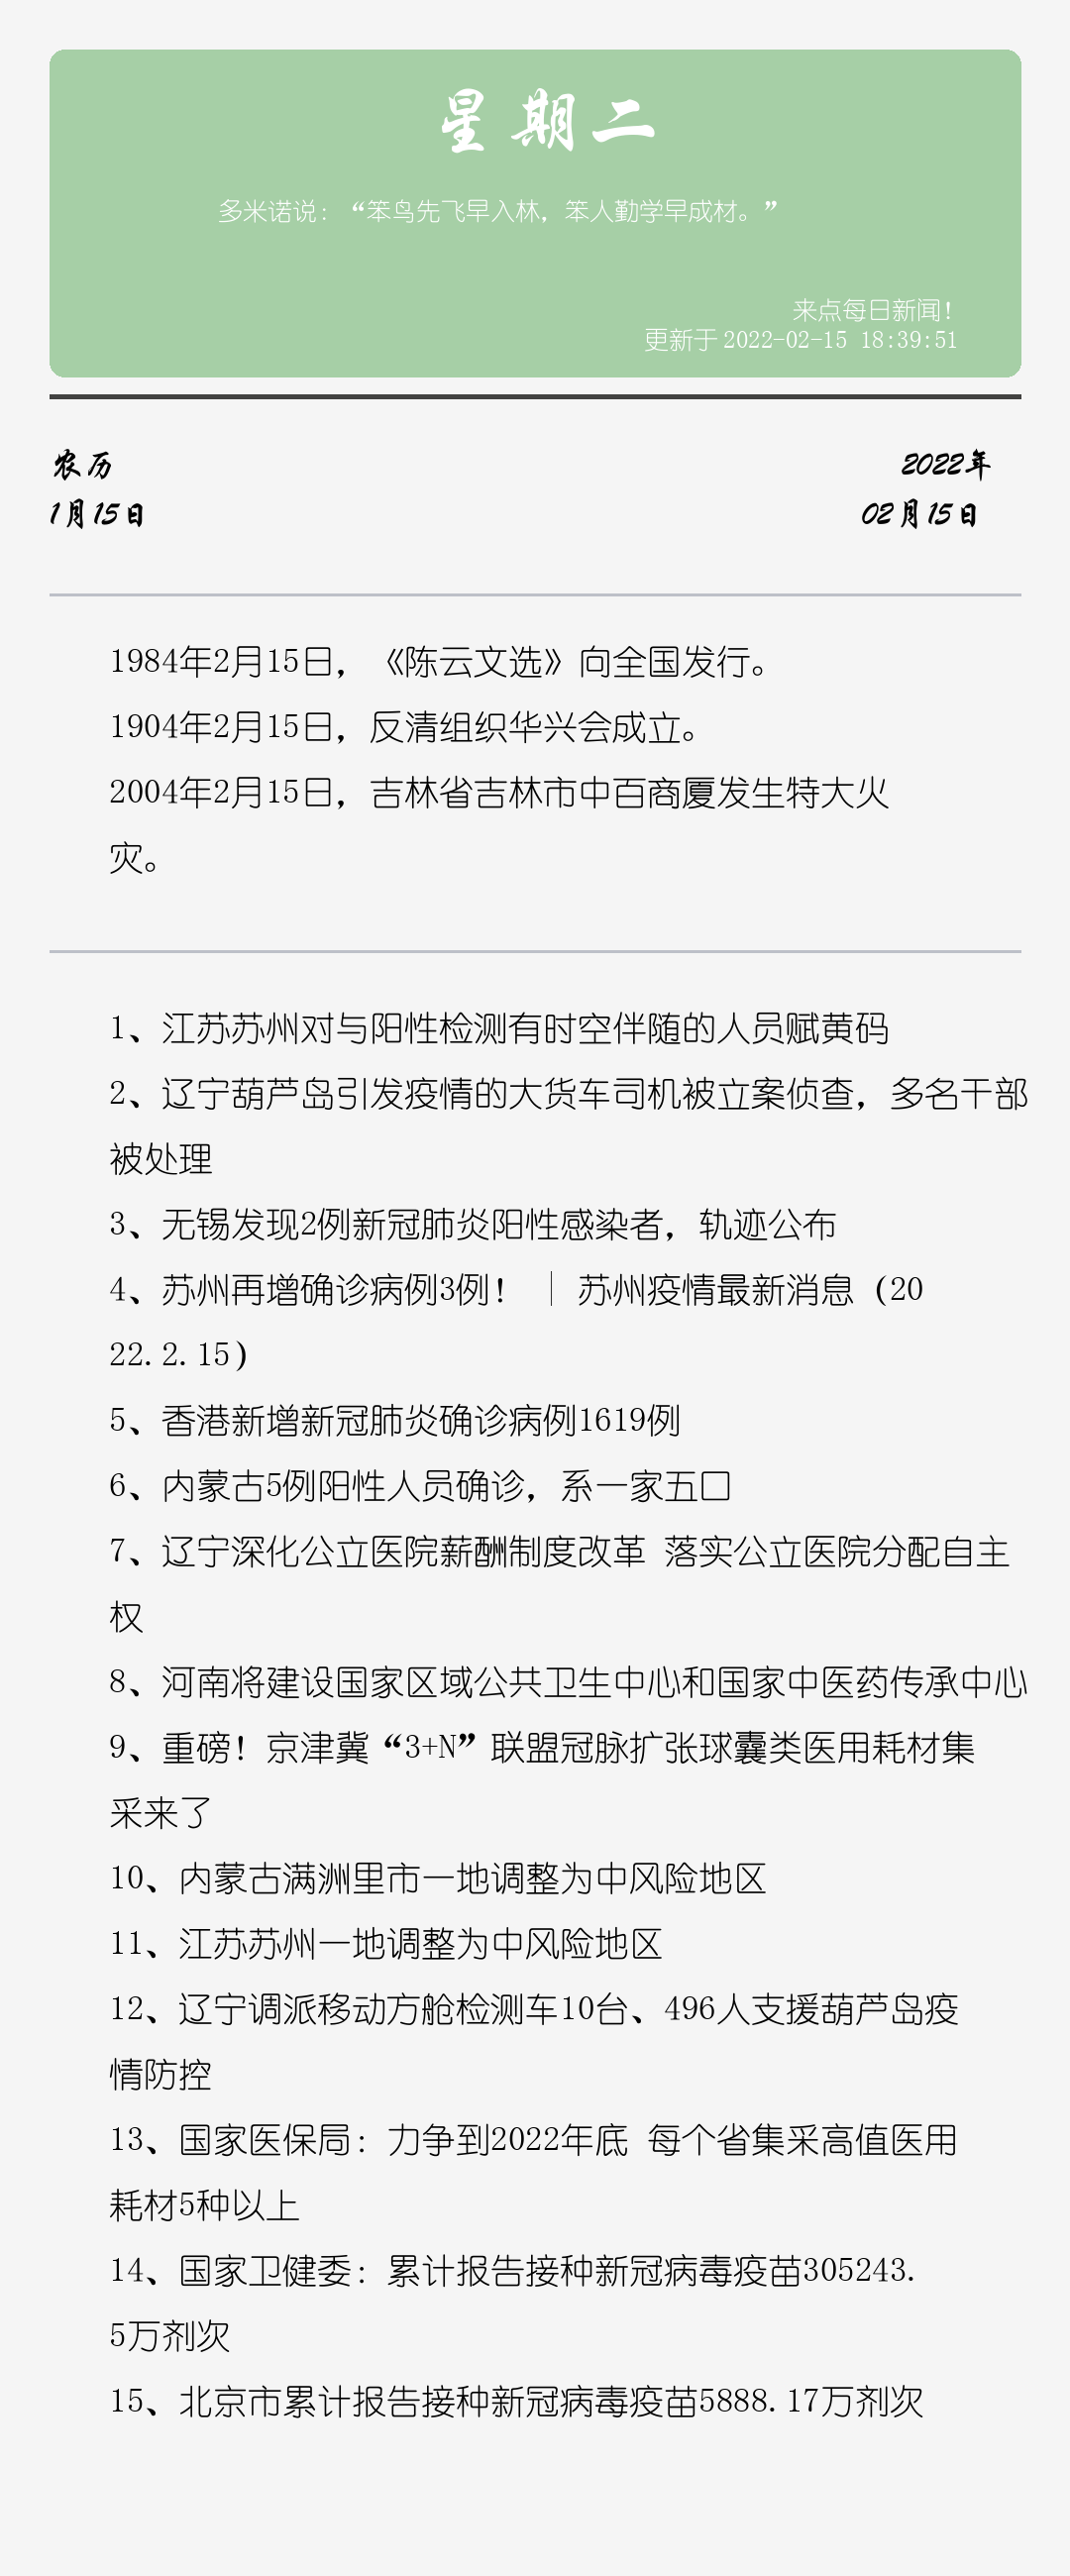 星期二
多米诺说：“笨鸟先飞早入林，笨人勤学早成材。”
来点每日新闻！
更新于 2022-02-15 18:39:51
农历
2022年
1月15日
02月15日
1984年2月15日，《陈云文选》向全国发行。
1904年2月15日，反清组织华兴会成立。
2004年2月15日，吉林省吉林市中百商厦发生特大火
灾。
1、江苏苏州对与阳性检测有时空伴随的人员赋黄码
2、辽宁葫芦岛引发疫情的大货车司机被立案侦查，多名干部
被处理
3、无锡发现2例新冠肺炎阳性感染者，轨迹公布
4、苏州再增确诊病例3例！ ｜ 苏州疫情最新消息（20
22.2.15）
5、香港新增新冠肺炎确诊病例1619例
6、内蒙古5例阳性人员确诊，系一家五口
7、辽宁深化公立医院薪酬制度改革 落实公立医院分配自主
权
8、河南将建设国家区域公共卫生中心和国家中医药传承中心
9、重磅！京津冀“3+N”联盟冠脉扩张球囊类医用耗材集
采来了
10、内蒙古满洲里市一地调整为中风险地区
11、江苏苏州一地调整为中风险地区
12、辽宁调派移动方舱检测车10台、496人支援葫芦岛疫
情防控
13、国家医保局：力争到2022年底 每个省集采高值医用
耗材5种以上
14、国家卫健委：累计报告接种新冠病毒疫苗305243.
5万剂次
15、北京市累计报告接种新冠病毒疫苗5888.17万剂次